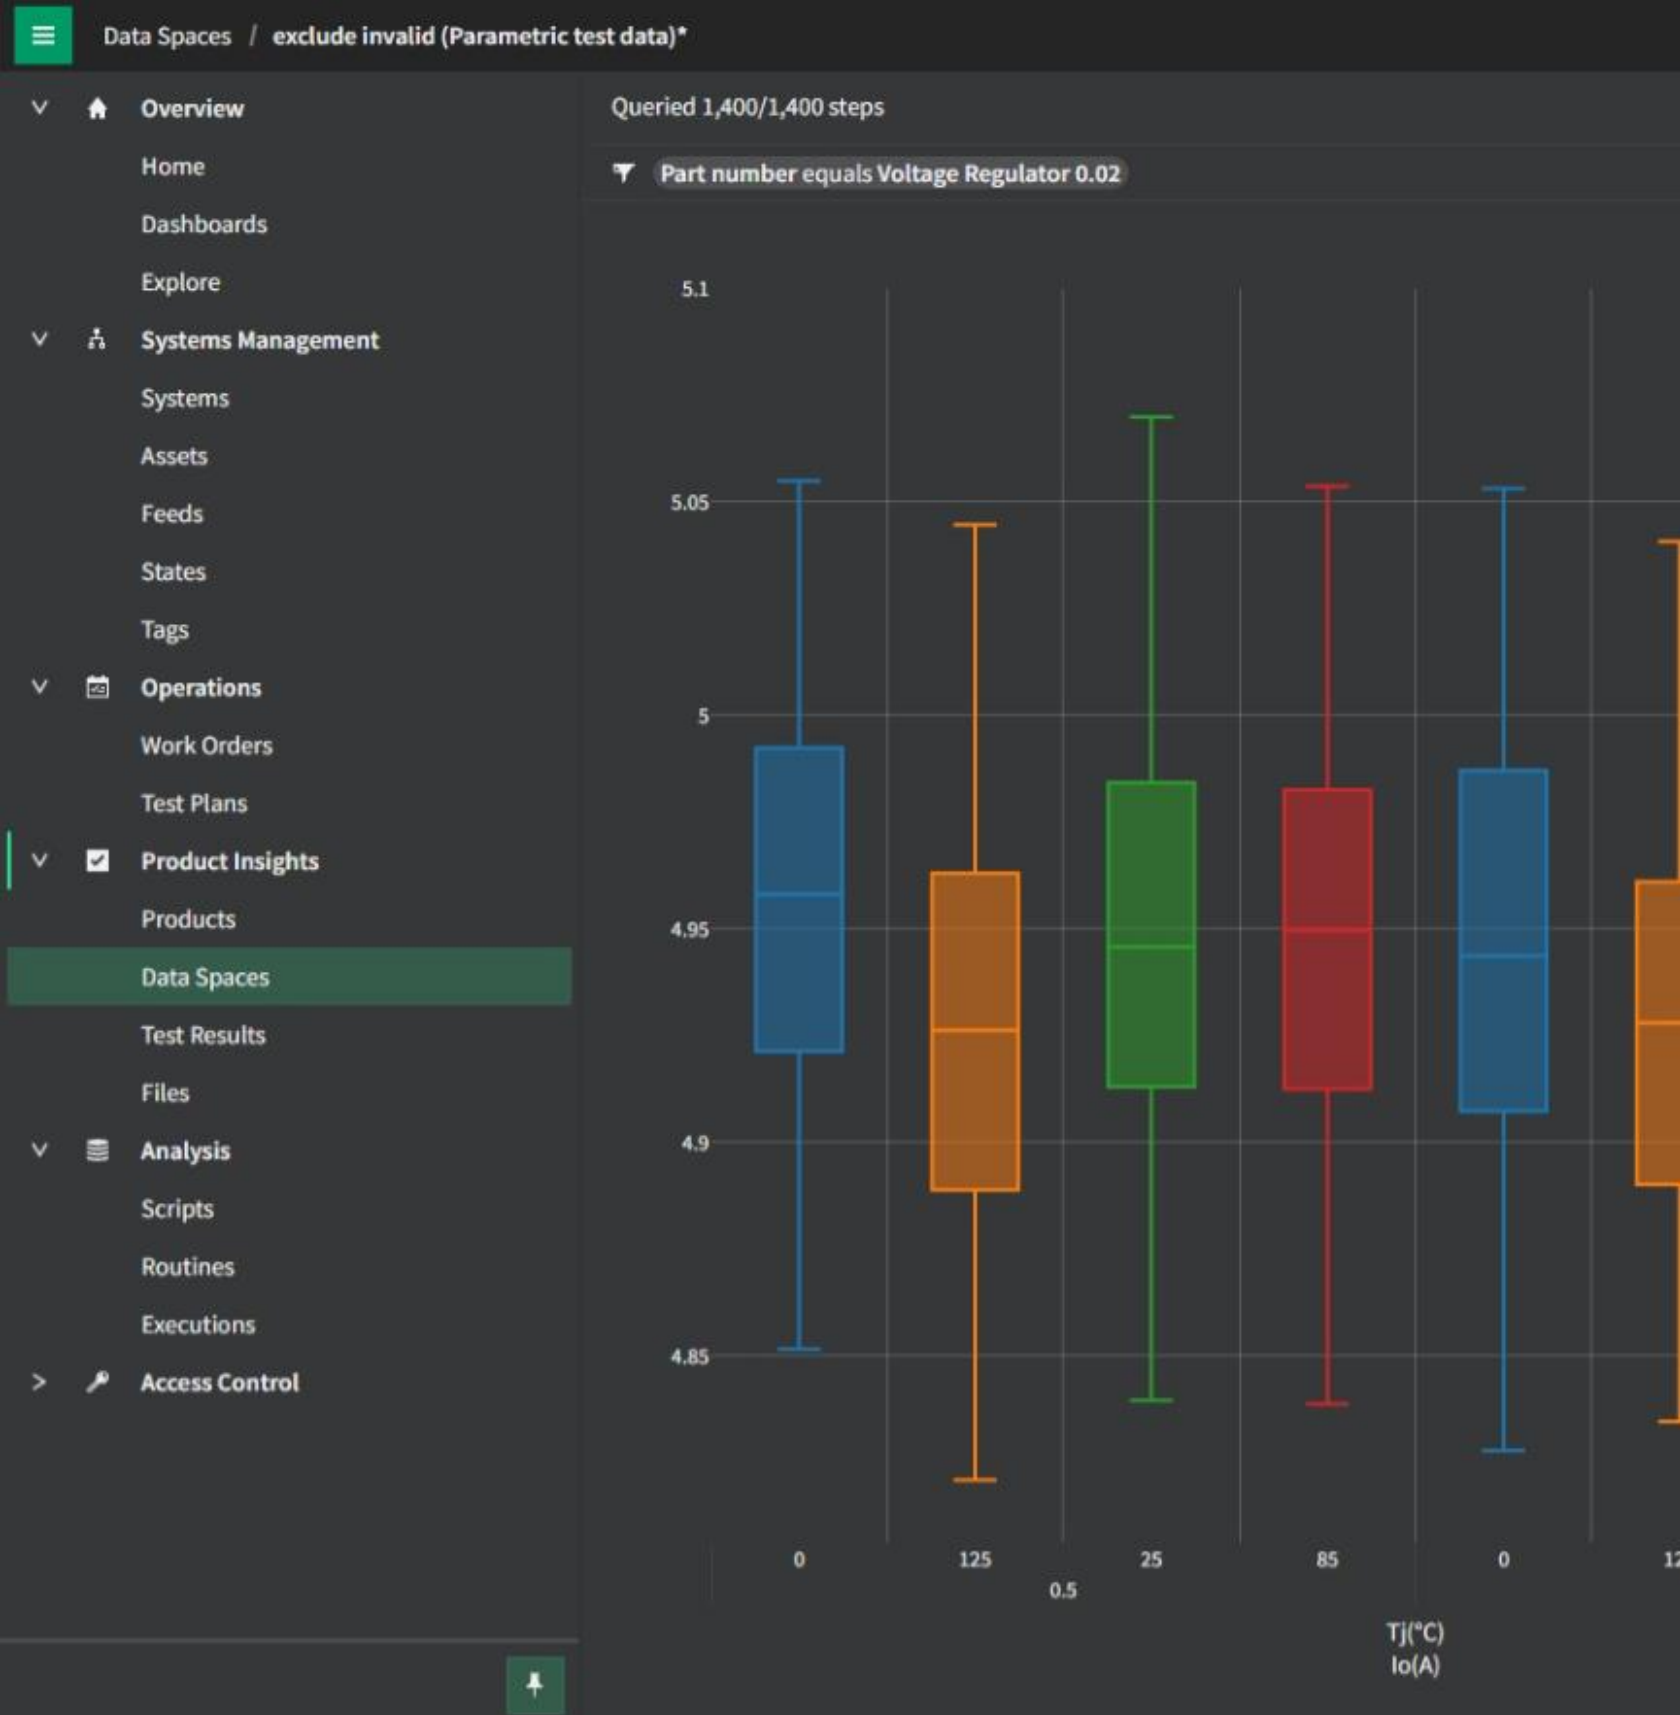 Data Spaces / exclude invalid (Parametric test data)*
Overview
Home
Dashboards
Explore
Systems Management
Systems
Assets
Feeds
States
Tags
Operations
Work Orders
Test Plans
Product Insights
Products
Data Spaces
Test Results
Files
Analysis
Scripts
Routines
Executions
Access Control
Queried 1,400/1,400 steps
Part number equals Voltage Regulator 0.02
5.1
5.05
5
4.95
4.9
4.85
0 125 25 85 0
0.5
Tj(°C)
Io(A)